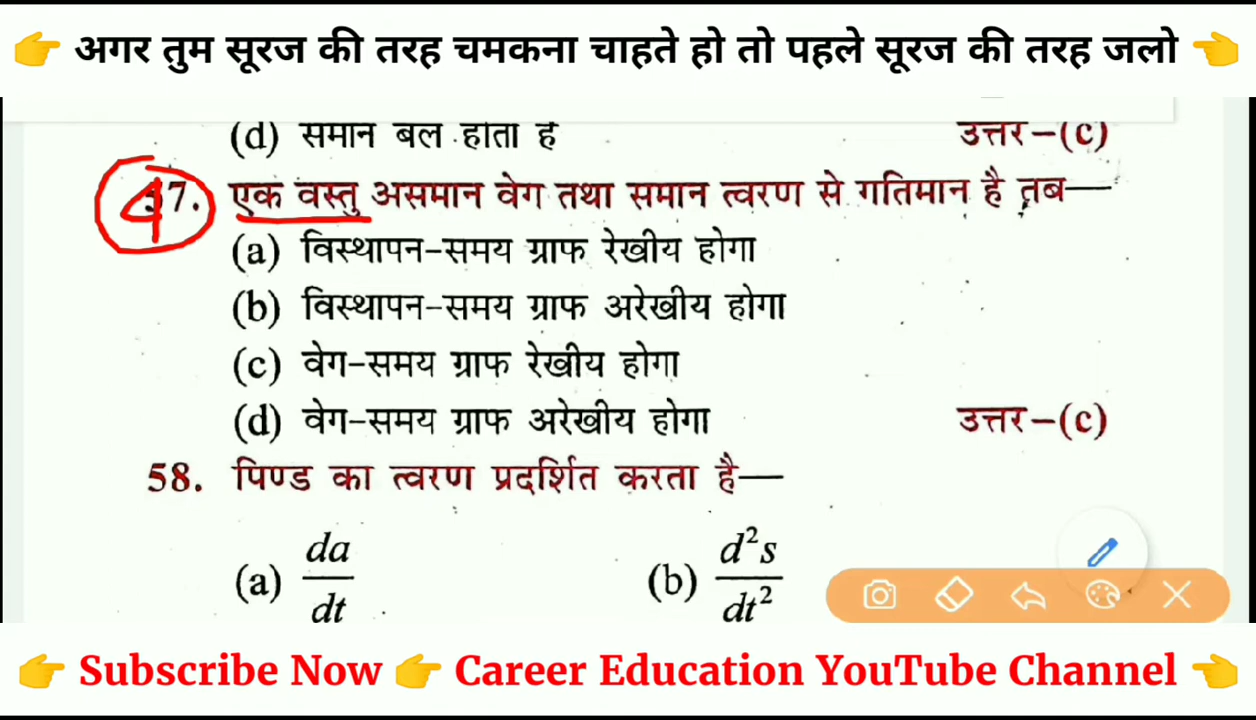 👉 अगर तुम सूरज की तरह चमकना चाहते हो तो पहले सूरज की तरह जलो 👈
(d) समान बल होता है उत्तर–(c)
47. एक वस्तु असमान वेग तथा समान त्वरण से गतिमान है तब—
(a) विस्थापन-समय ग्राफ रेखीय होगा
(b) विस्थापन-समय ग्राफ अरेखीय होगा
(c) वेग-समय ग्राफ रेखीय होगा
(d) वेग-समय ग्राफ अरेखीय होगा उत्तर–(c)
58. पिण्ड का त्वरण प्रदर्शित करता है—
(a) da/dt (b) d²s/dt²
👉 Subscribe Now 👉 Career Education YouTube Channel 👈